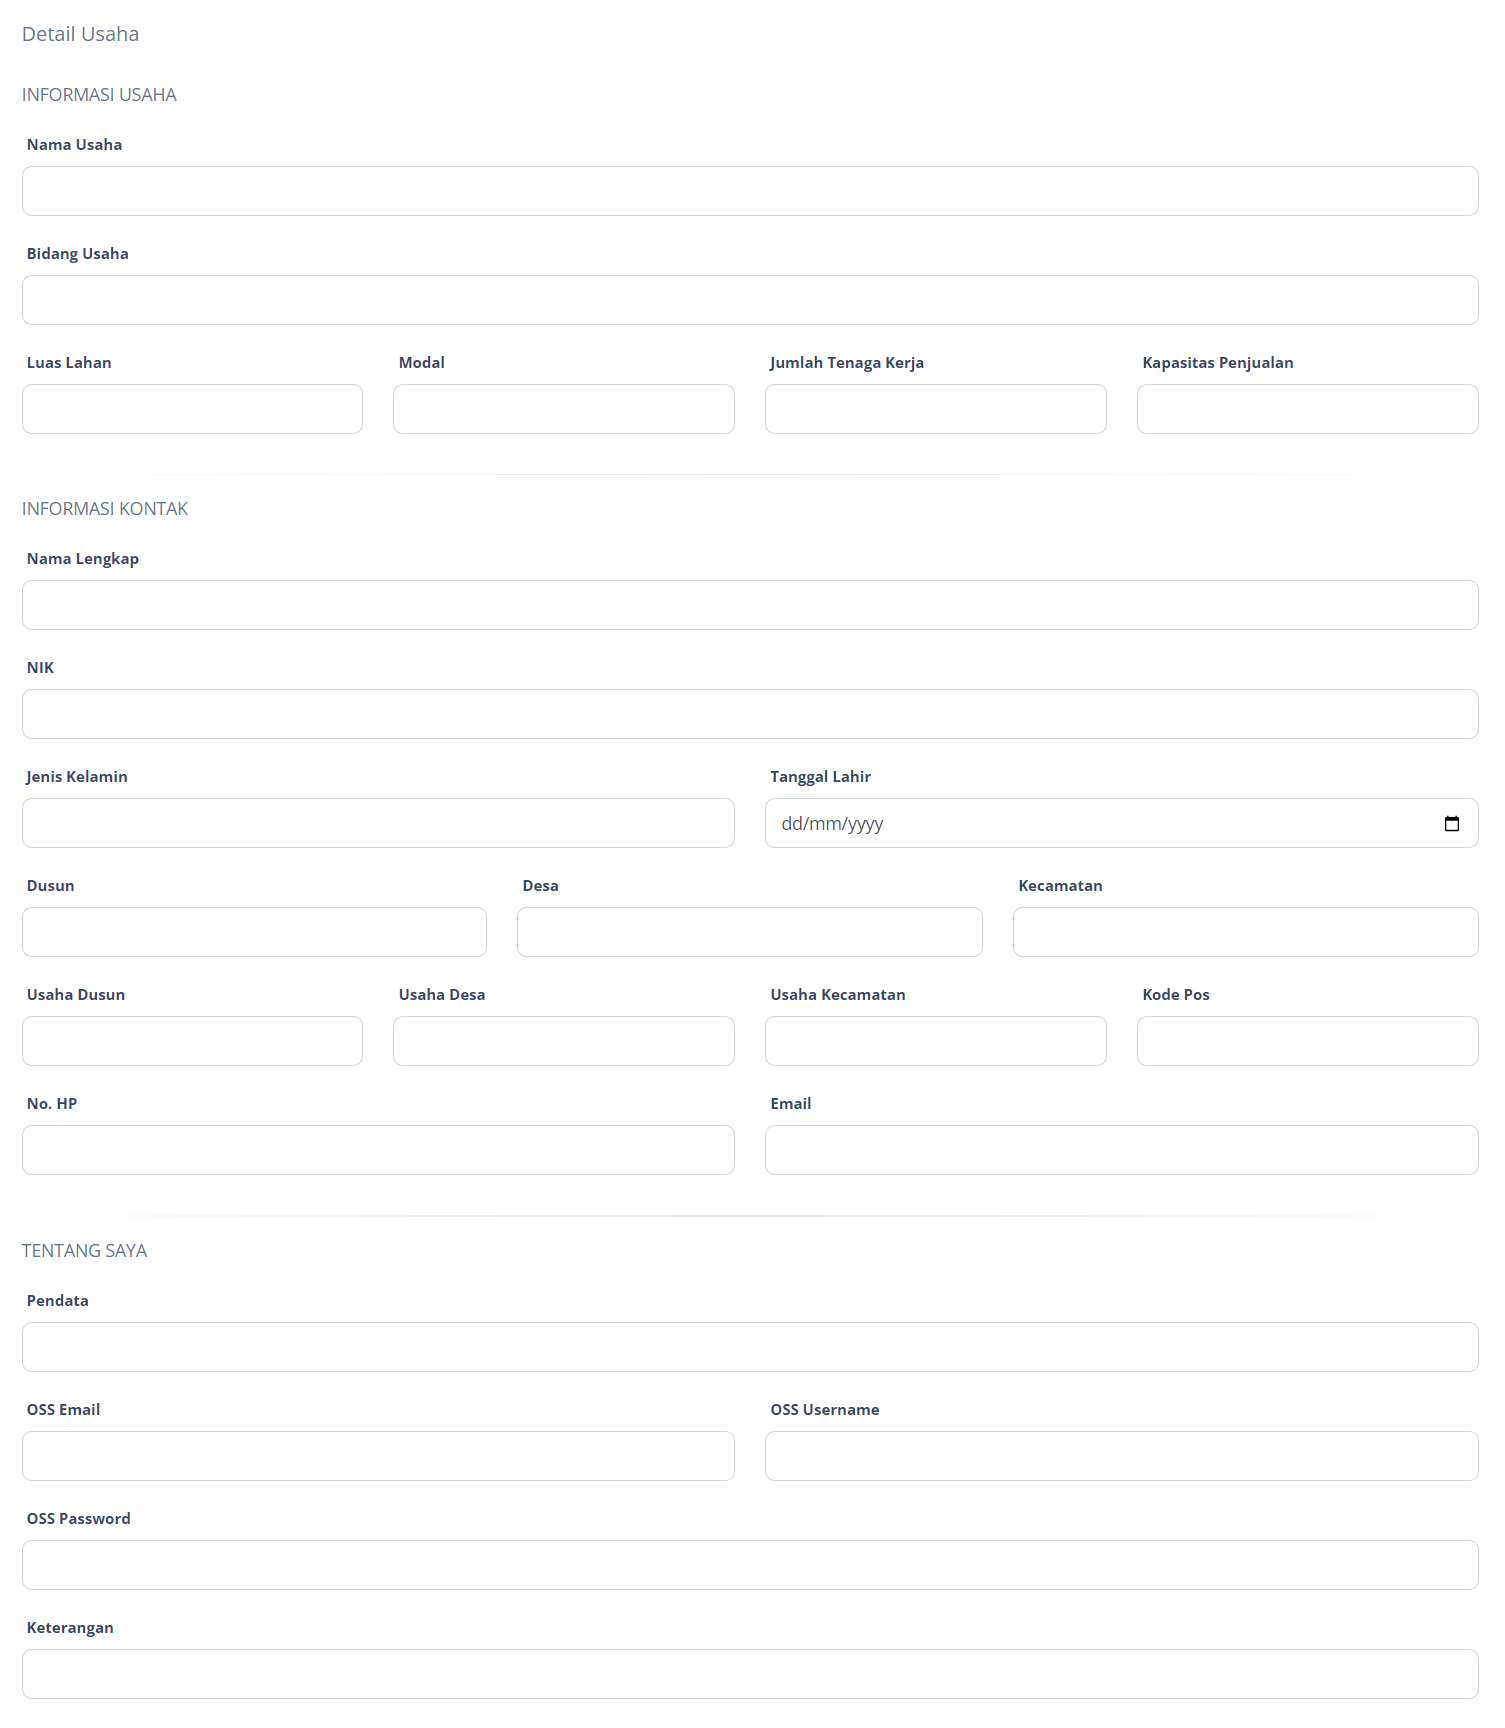 Detail Usaha
INFORMASI USAHA
Nama Usaha
Bidang Usaha
Luas Lahan Modal Jumlah Tenaga Kerja Kapasitas Penjualan
INFORMASI KONTAK
Nama Lengkap
NIK
Jenis Kelamin Tanggal Lahir
dd/mm/yyyy
Dusun Desa Kecamatan
Usaha Dusun Usaha Desa Usaha Kecamatan Kode Pos
No. HP Email
TENTANG SAYA
Pendata
OSS Email OSS Username
OSS Password
Keterangan